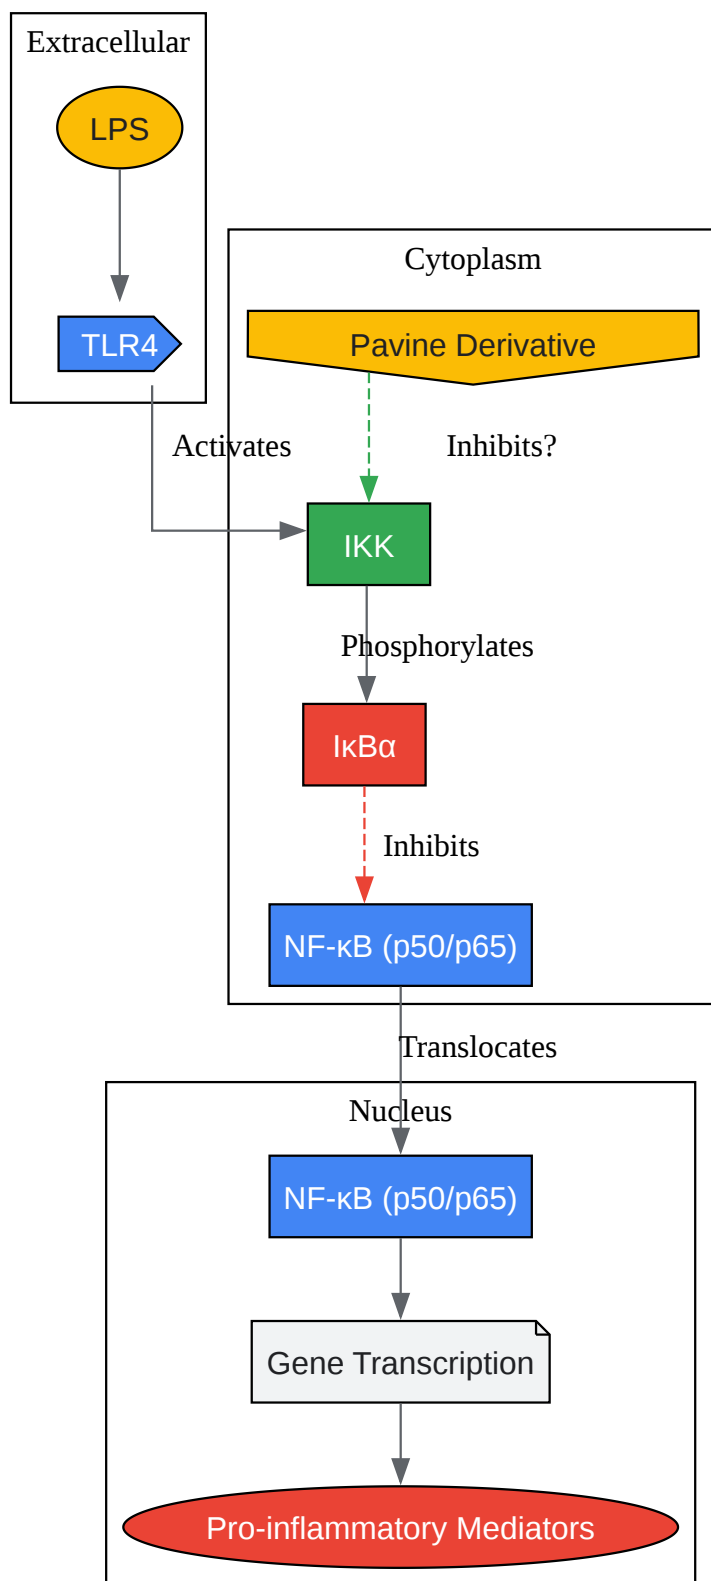 Extracellular
LPS
TLR4
Cytoplasm
Pavine Derivative
Activates
Inhibits?
IKK
Phosphorylates
IκBα
Inhibits
NF-κB (p50/p65)
Translocates
Nucleus
NF-κB (p50/p65)
Gene Transcription
Pro-inflammatory Mediators